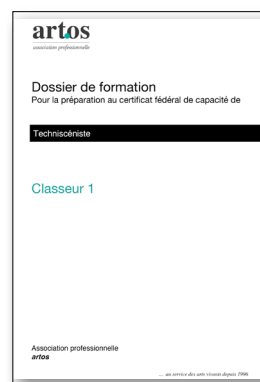 artos
association professionnelle
Dossier de formation
Pour la préparation au certificat fédéral de capacité de
Techniscéniste
Classeur 1
Association professionnelle
artos
... au service des arts vivants depuis 1996